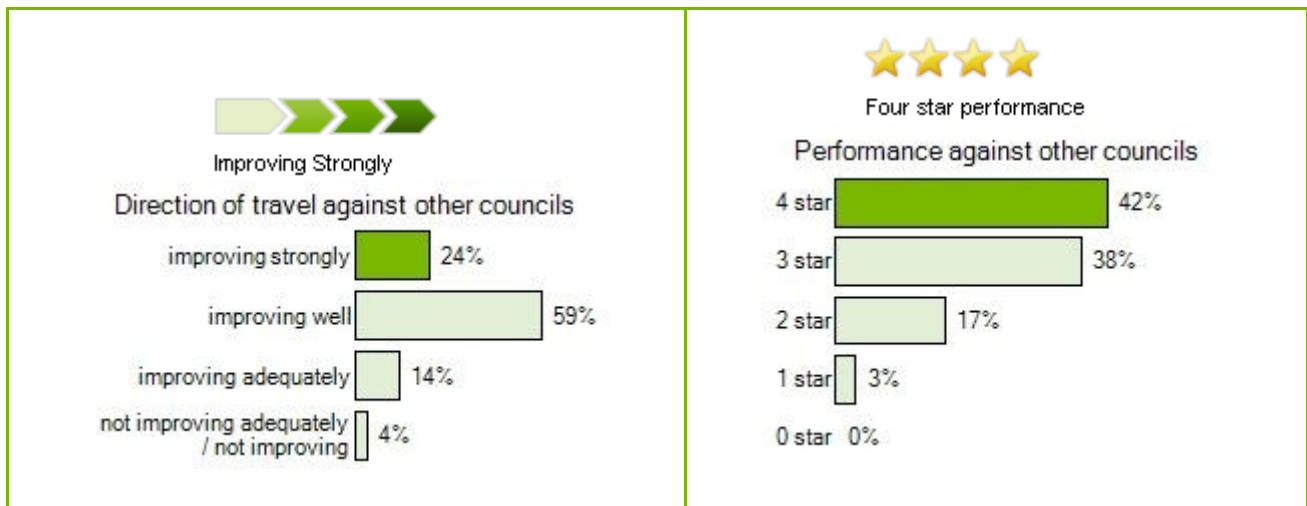 Improving Strongly
Direction of travel against other councils
improving strongly 24%
improving well 59%
improving adequately 14%
not improving adequately
/ not improving 4%
Four star performance
Performance against other councils
4 star 42%
3 star 38%
2 star 17%
1 star 3%
0 star 0%